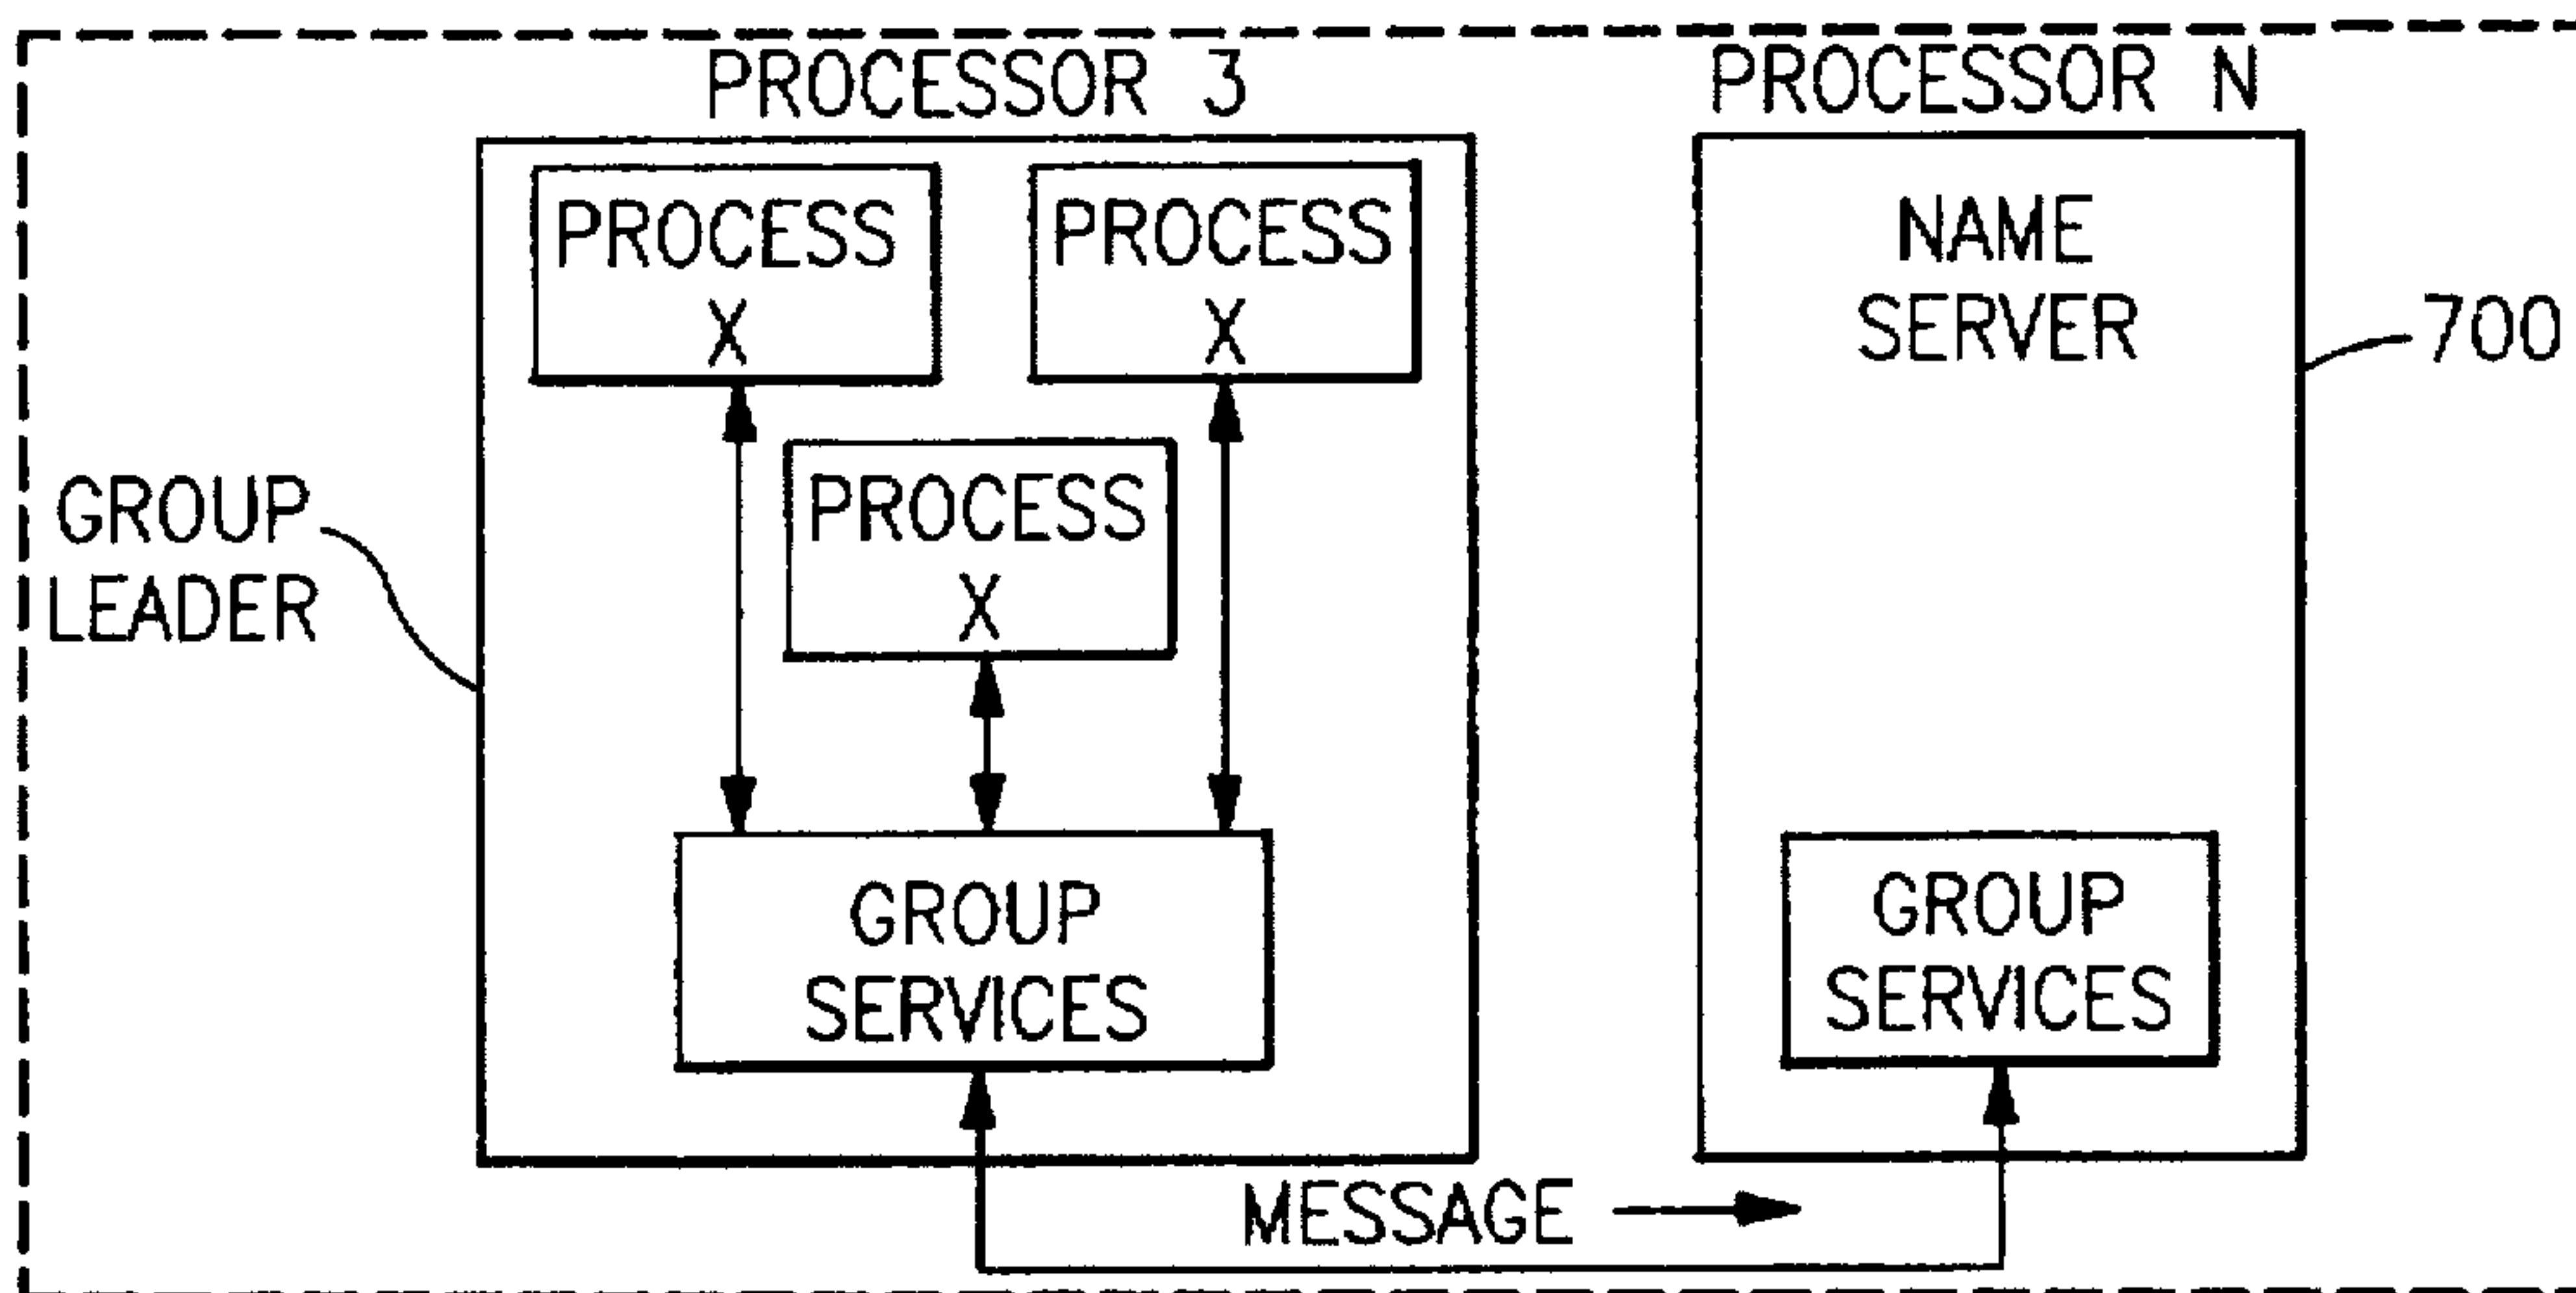 PROCESSOR 3
PROCESSOR N
PROCESS
X
PROCESS
X
NAME
SERVER
700
GROUP
LEADER
PROCESS
X
GROUP
SERVICES
GROUP
SERVICES
MESSAGE